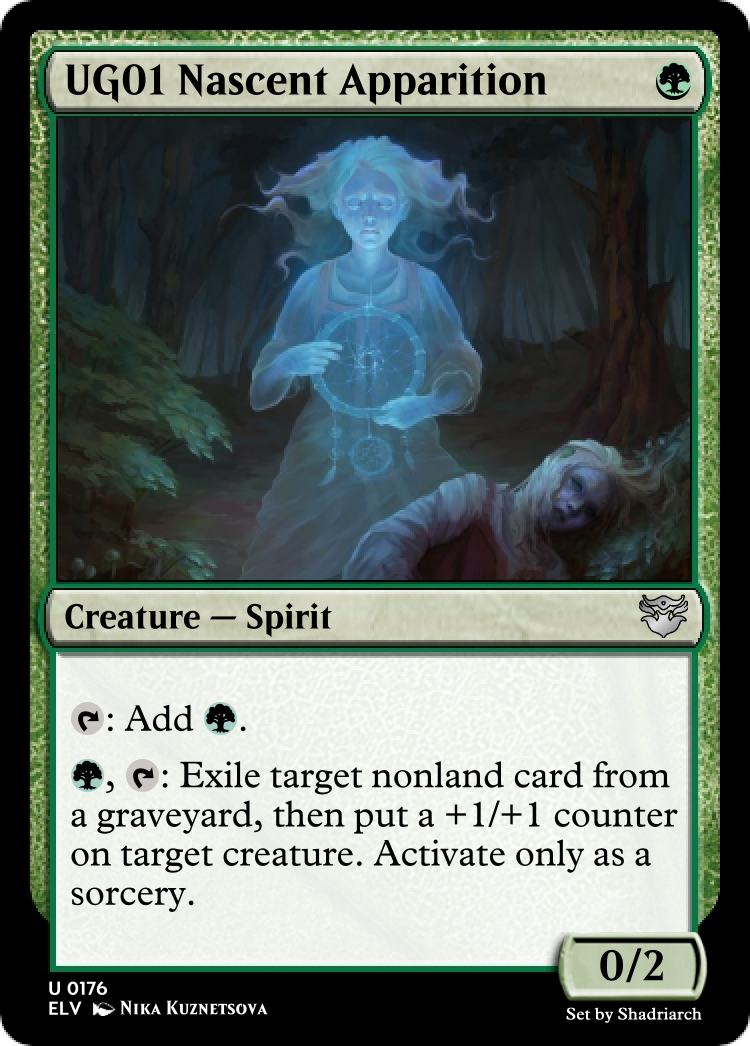 UG01 Nascent Apparition
Creature — Spirit
: Add .
, : Exile target nonland card from
a graveyard, then put a +1/+1 counter
on target creature. Activate only as a
sorcery.
0/2
U 0176
ELV Nika Kuznetsova
Set by Shadriarch